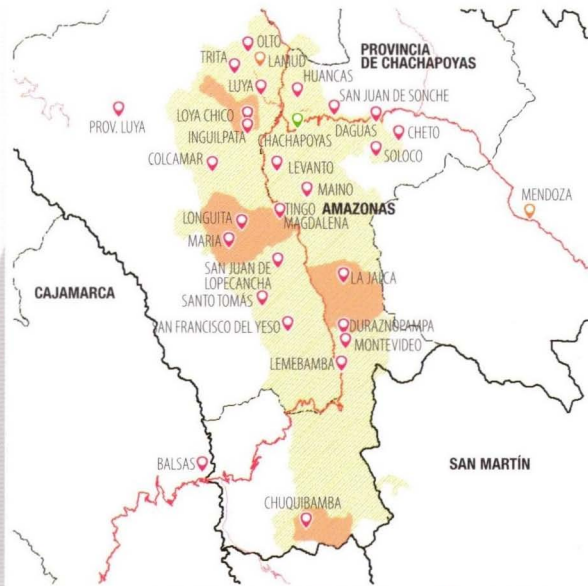 OLTO
TRITA
LAMUD
PROVINCIA
DE CHACHAPOYAS
LUYA
HUANCAS
SAN JUAN DE SONCHE
PROV. LUYA
LOYA CHICO
INGUILPATA
CHACHAPOYAS
DAGUAS
CHETO
COLCAMAR
LEVANTO
SOLOCO
MAINO
MENDOZA
LONGUITA
TINGO
MAGDALENA
AMAZONAS
MARIA
SAN JUAN DE
LOPECANCHA
LA JALCA
CAJAMARCA
SANTO TOMÁS
SAN FRANCISCO DEL YESO
DURAZNOPAMPA
MONTEVIDEO
LEMEBAMBA
BALSAS
SAN MARTÍN
CHUQUIBAMBA